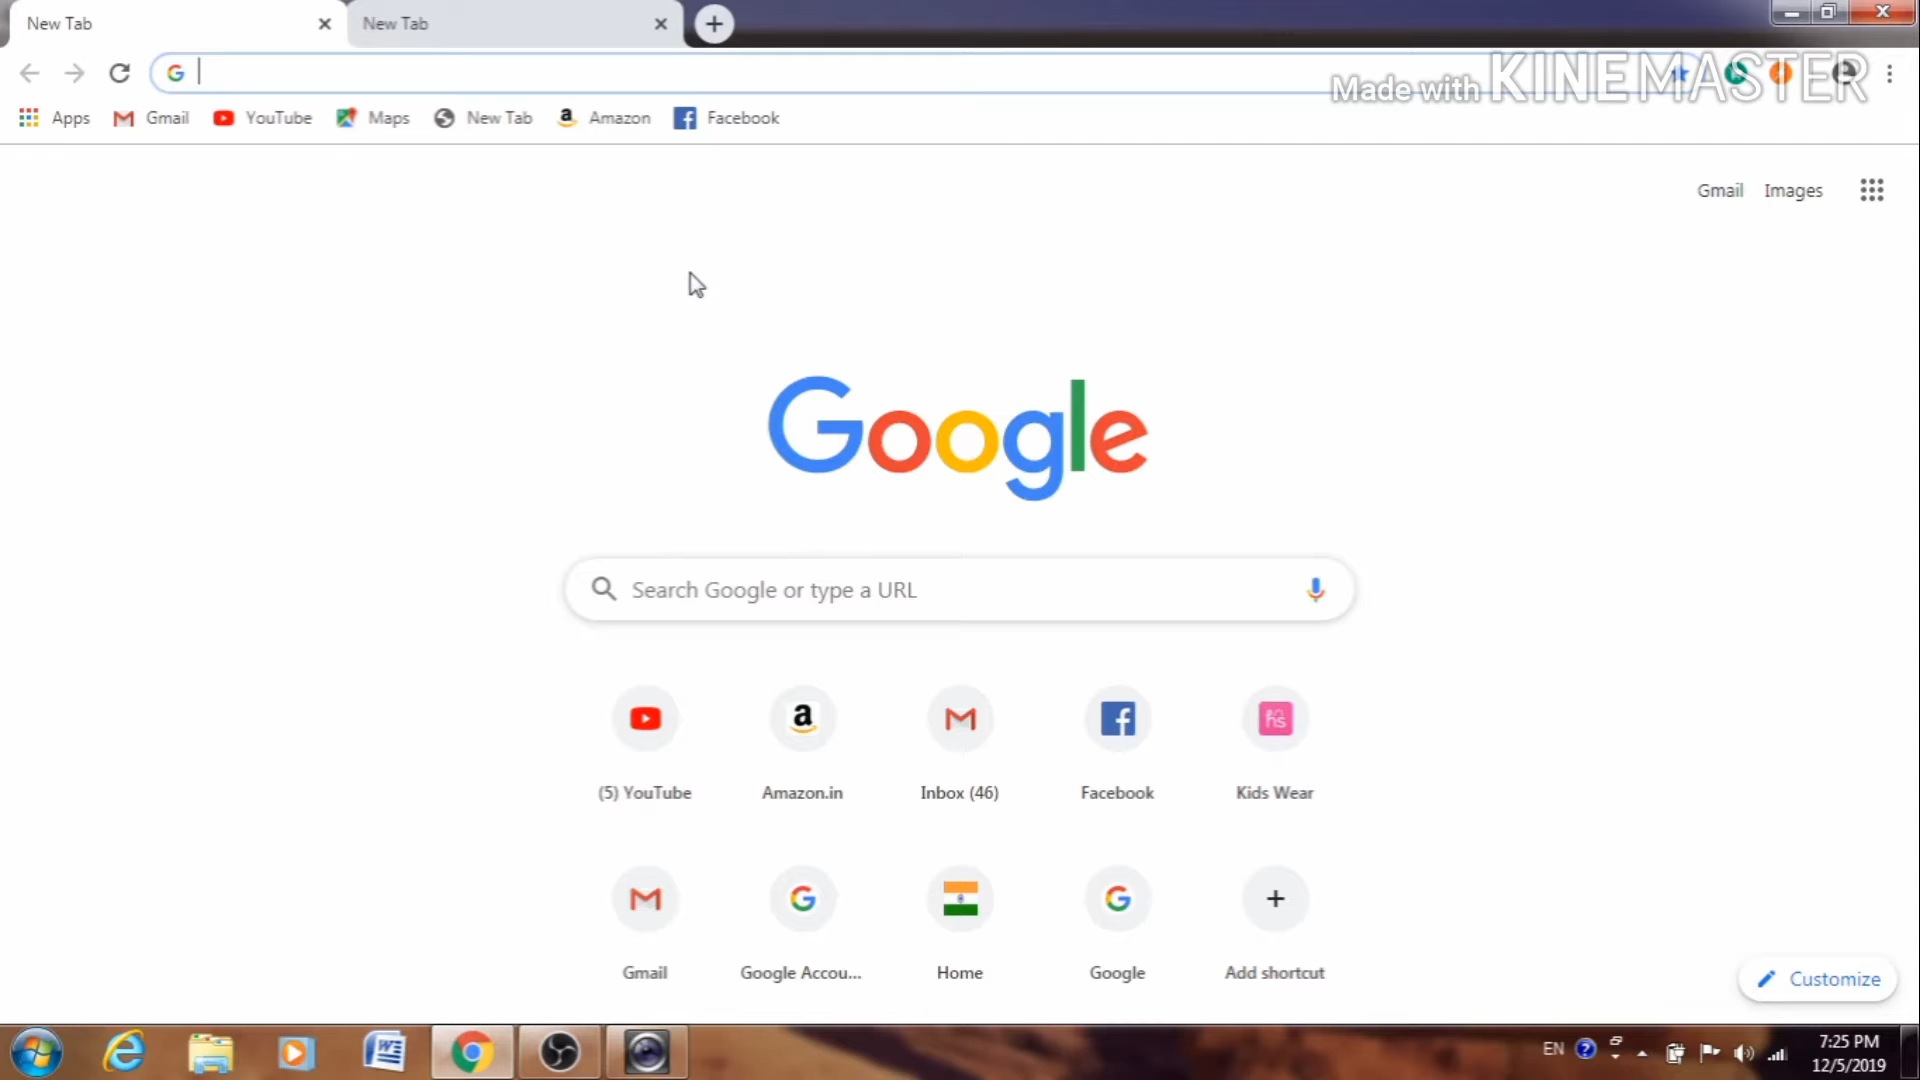 New Tab
New Tab
Made with KINEMASTER
Apps
Gmail
YouTube
Maps
New Tab
Amazon
Facebook
Gmail
Images
Google
Search Google or type a URL
(5) YouTube
Amazon.in
Inbox (46)
Facebook
Kids Wear
Gmail
Google Accou...
Home
Google
Add shortcut
Customize
EN
7:25 PM
12/5/2019